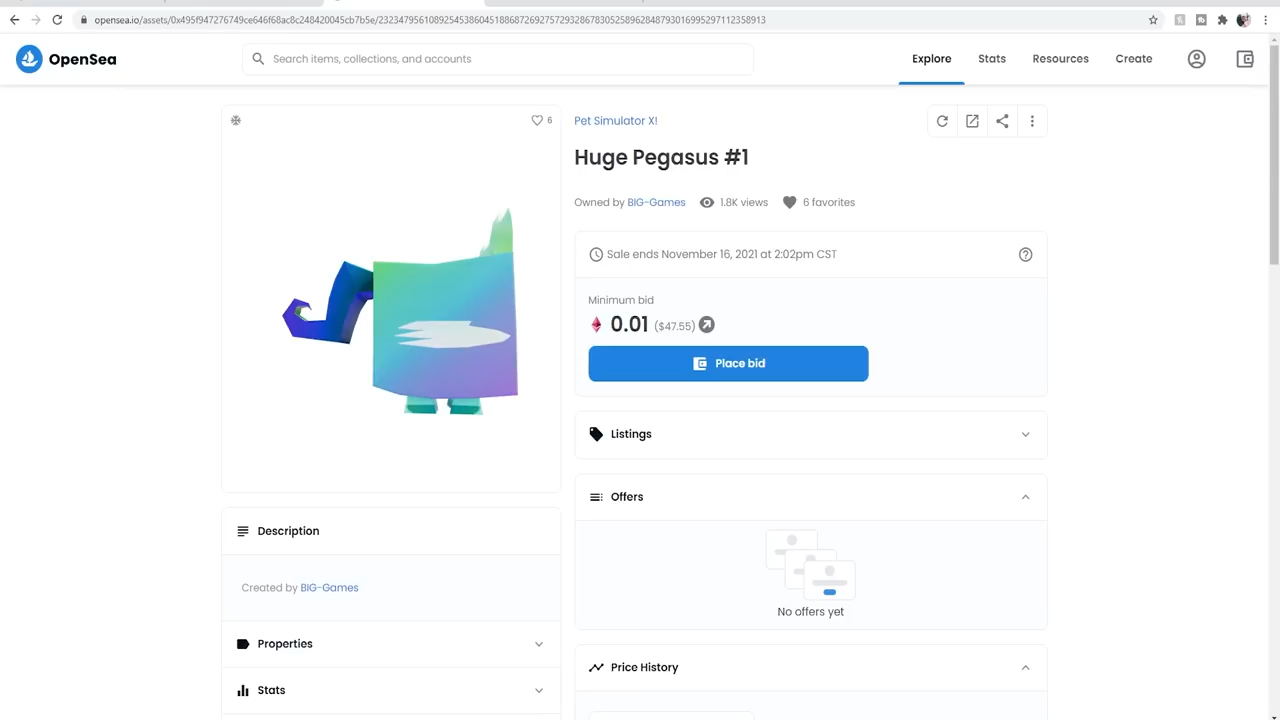 opensea.io/assets/0x495f947276749ce646f68ac8c248420045cb7b5e/23234795610892545386045188687269275729328678305258962848793016995297112358913
OpenSea
Search items, collections, and accounts
Explore
Stats
Resources
Create
6
Pet Simulator X!
Huge Pegasus #1
Owned by BIG-Games
1.8K views
6 favorites
Sale ends November 16, 2021 at 2:02pm CST
Minimum bid
0.01 ($47.55)
Place bid
Listings
Offers
No offers yet
Price History
Description
Created by BIG-Games
Properties
Stats